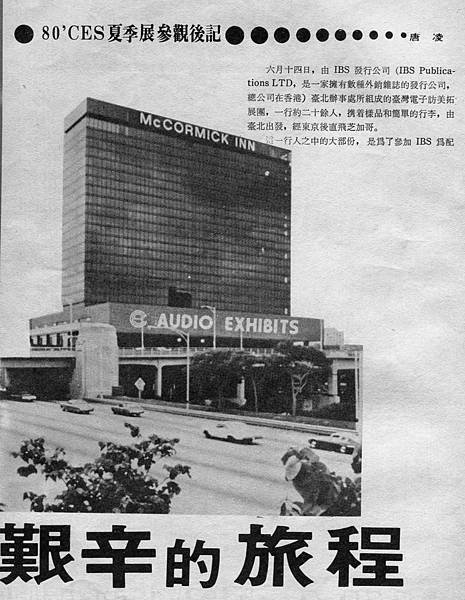 80'CES夏季展參觀後記
唐凌
六月十四日，由 IBS 發行公司 (IBS Publica-
tions LTD，是一家擁有數種外銷雜誌的發行公司，
總公司在香港）臺北辦事處所組成的臺灣電子訪美拓
展團，一行約二十餘人，携着樣品和簡單的行李，由
臺北出發，經東京後直飛芝加哥。
這一行人之中的大部份，是爲了參加 IBS 爲配
McCORMICK INN
AUDIO EXHIBITS
艱辛的旅程